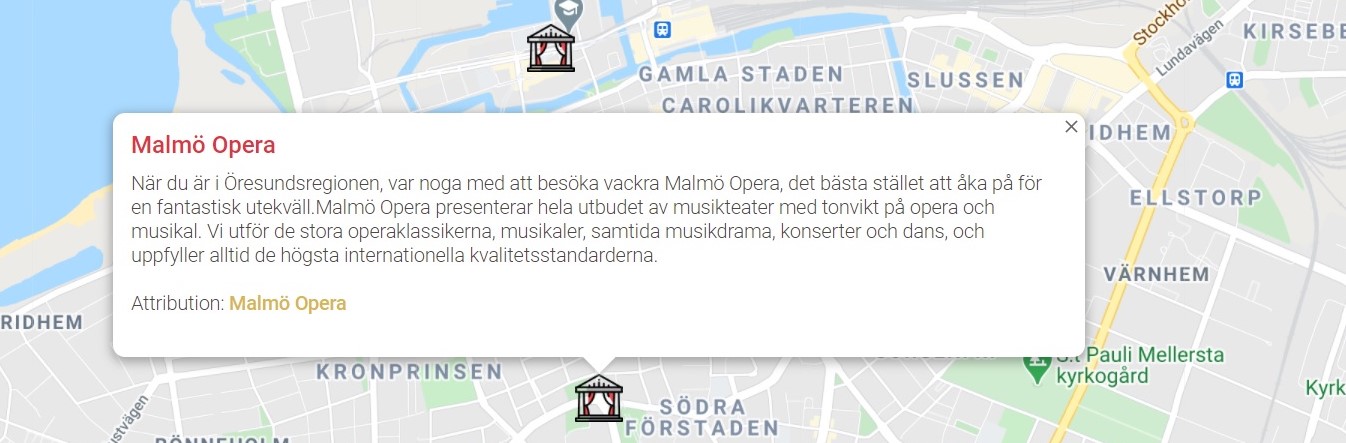 Stockho
Lundavägen
KIRSEBE
GAMLA STADEN
SLUSSEN
CAROLIKVARTEREN
IDHEM
Malmö Opera
När du är i Öresundsregionen, var noga med att besöka vackra Malmö Opera, det bästa stället att åka på för
en fantastisk utekväll.Malmö Opera presenterar hela utbudet av musikteater med tonvikt på opera och
musikal. Vi utför de stora operaklassikerna, musikaler, samtida musikdrama, konserter och dans, och
uppfyller alltid de högsta internationella kvalitetsstandarderna.
Attribution: Malmö Opera
ELLSTORP
VÄRNHEM
RIDHEM
S:t Pauli Mellersta
kyrkogård
KRONPRINSEN
Kyrk
SÖDRA
FÖRSTADEN
stvägen
RÖNNEHOLM